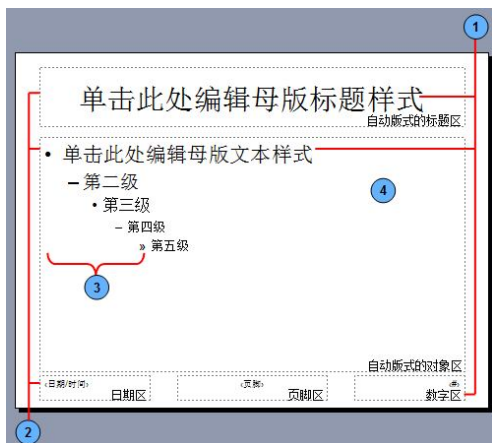 1
单击此处编辑母版标题样式
自动版式的标题区
• 单击此处编辑母版文本样式
– 第二级
4
• 第三级
– 第四级
» 第五级
3
自动版式的对象区
‹日期/时间›
‹页脚›
‹#›
日期区
页脚区
数字区
2